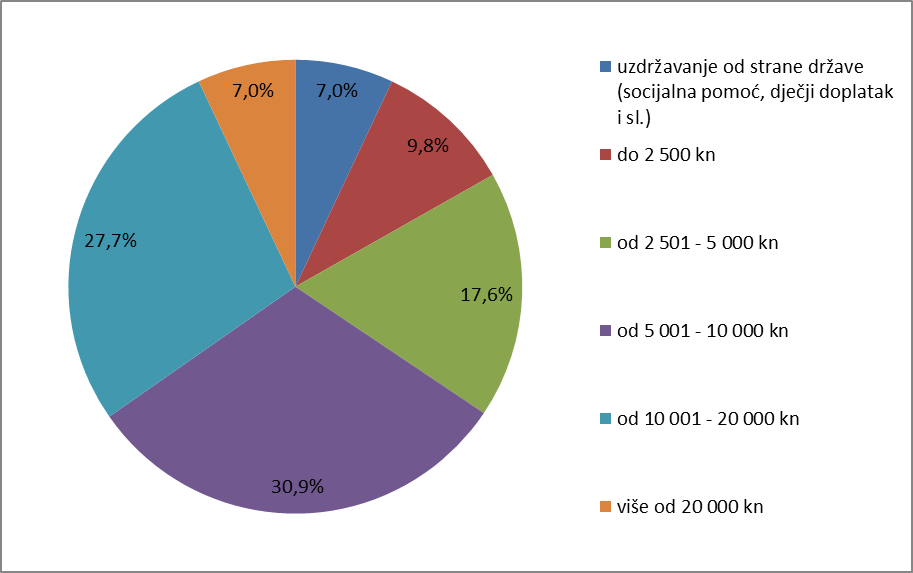 7,0%
7,0%
9,8%
27,7%
17,6%
30,9%
uzdržavanje od strane države
(socijalna pomoć, dječji doplatak
i sl.)
do 2 500 kn
od 2 501 - 5 000 kn
od 5 001 - 10 000 kn
od 10 001 - 20 000 kn
više od 20 000 kn